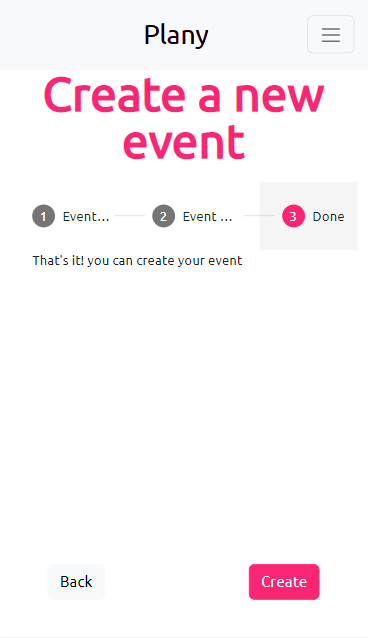 Plany
Create a new
event
1 Event... 2 Event ... 3 Done
That's it! you can create your event
Back Create